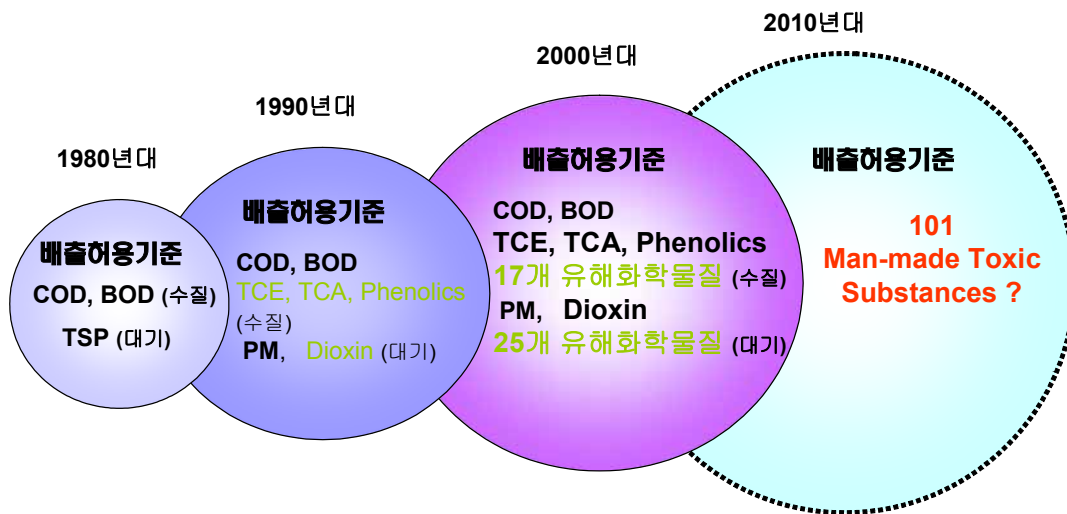 1980년대
배출허용기준
COD, BOD (수질)
TSP (대기)
1990년대
배출허용기준
COD, BOD
TCE, TCA, Phenolics
(수질)
PM, Dioxin (대기)
2000년대
배출허용기준
COD, BOD
TCE, TCA, Phenolics
17개 유해화학물질 (수질)
PM, Dioxin
25개 유해화학물질 (대기)
2010년대
배출허용기준
101
Man-made Toxic
Substances ?